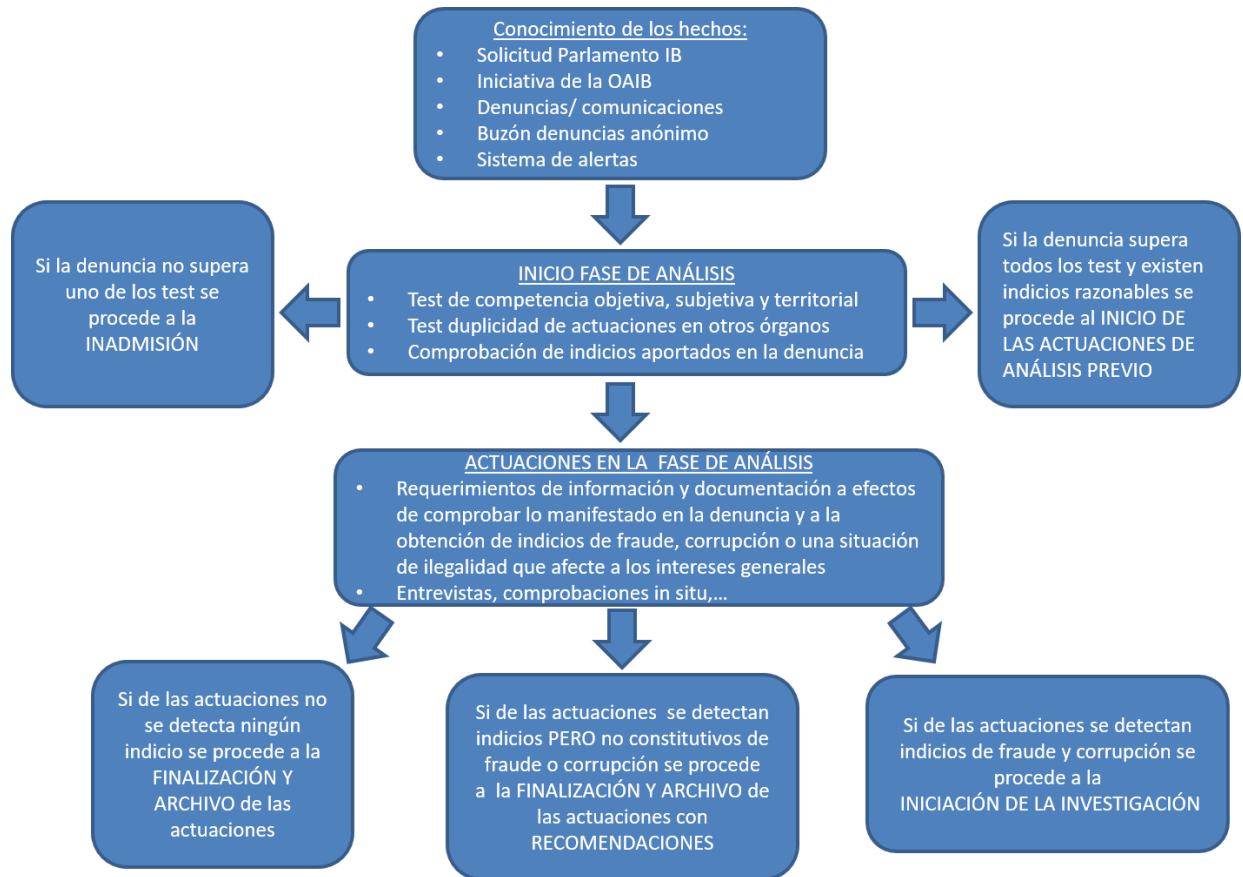 Conocimiento de los hechos:
• Solicitud Parlamento IB
• Iniciativa de la OAIB
• Denuncias/ comunicaciones
• Buzón denuncias anónimo
• Sistema de alertas
Si la denuncia no supera
uno de los test se
procede a la
INADMISIÓN
INICIO FASE DE ANÁLISIS
• Test de competencia objetiva, subjetiva y territorial
• Test duplicidad de actuaciones en otros órganos
• Comprobación de indicios aportados en la denuncia
Si la denuncia supera
todos los test y existen
indicios razonables se
procede al INICIO DE
LAS ACTUACIONES DE
ANÁLISIS PREVIO
ACTUACIONES EN LA FASE DE ANÁLISIS
• Requerimientos de información y documentación a efectos
de comprobar lo manifestado en la denuncia y a la
obtención de indicios de fraude, corrupción o una situación
de ilegalidad que afecte a los intereses generales
• Entrevistas, comprobaciones in situ,...
Si de las actuaciones no
se detecta ningún
indicio se procede a la
FINALIZACIÓN Y
ARCHIVO de las
actuaciones
Si de las actuaciones se detectan
indicios PERO no constitutivos de
fraude o corrupción se procede
a la FINALIZACIÓN Y ARCHIVO de
las actuaciones con
RECOMENDACIONES
Si de las actuaciones se detectan
indicios de fraude y corrupción se
procede a la
INICIACIÓN DE LA INVESTIGACIÓN